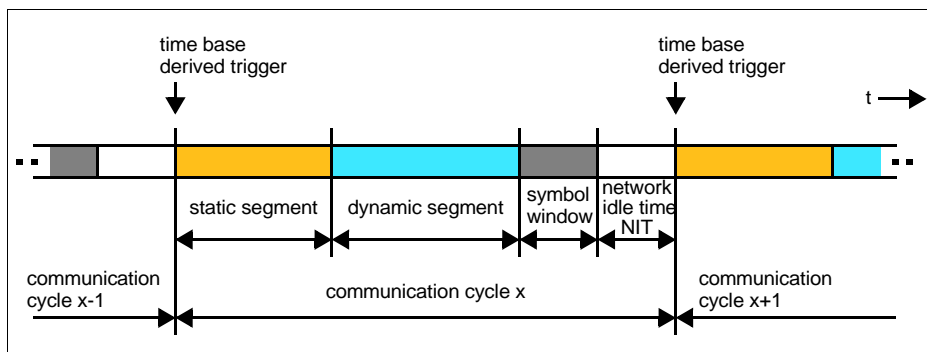 time base
derived trigger
time base
derived trigger
t
static segment
dynamic segment
symbol
window
network
idle time
NIT
communication
cycle x-1
communication cycle x
communication
cycle x+1